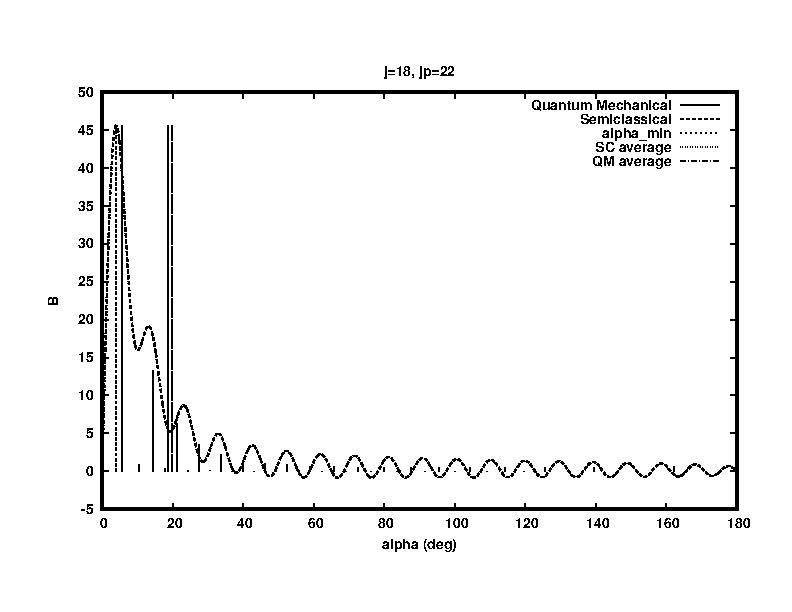 j=18, jp=22
50
45
40
35
30
25
20
15
10
5
0
-5
B
Quantum Mechanical
Semiclassical
alpha_min
SC average
QM average
0 20 40 60 80 100 120 140 160 180
alpha (deg)